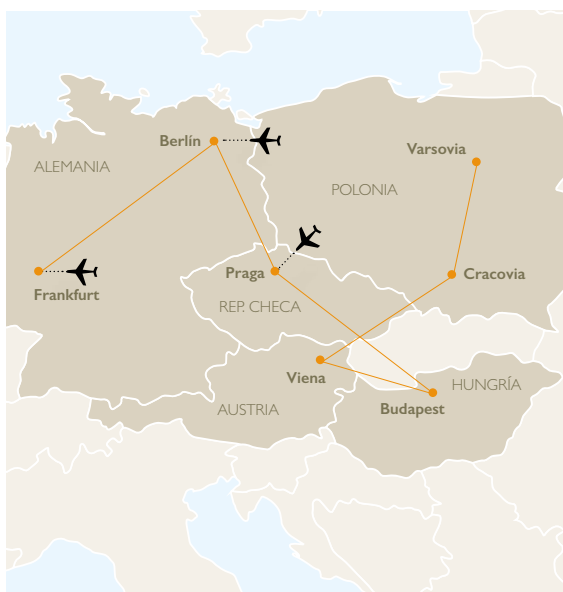 Berlín
Varsovia
ALEMANIA
POLONIA
Praga
Cracovia
Frankfurt
REP. CHECA
Viena
HUNGRÍA
Budapest
AUSTRIA